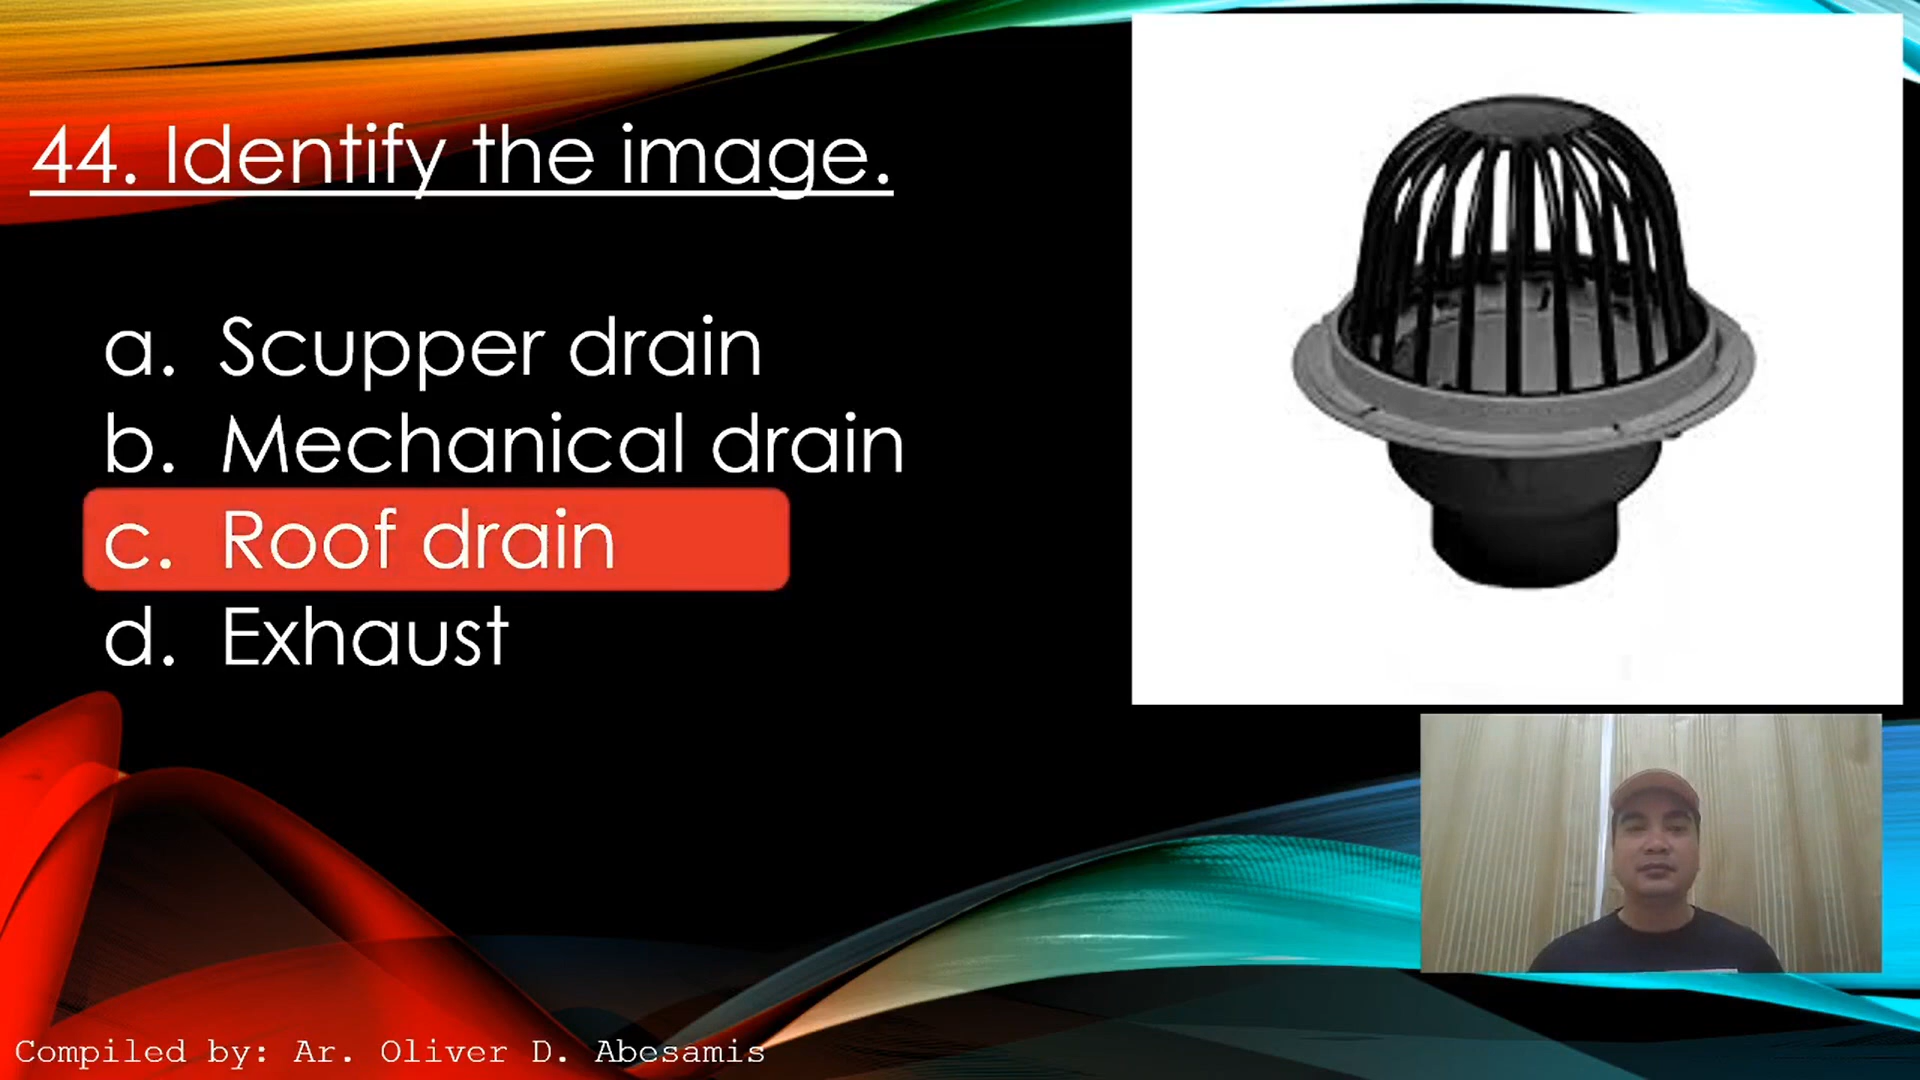 44. Identify the image.
a. Scupper drain
b. Mechanical drain
c. Roof drain
d. Exhaust
Compiled by: Ar. Oliver D. Abesamis